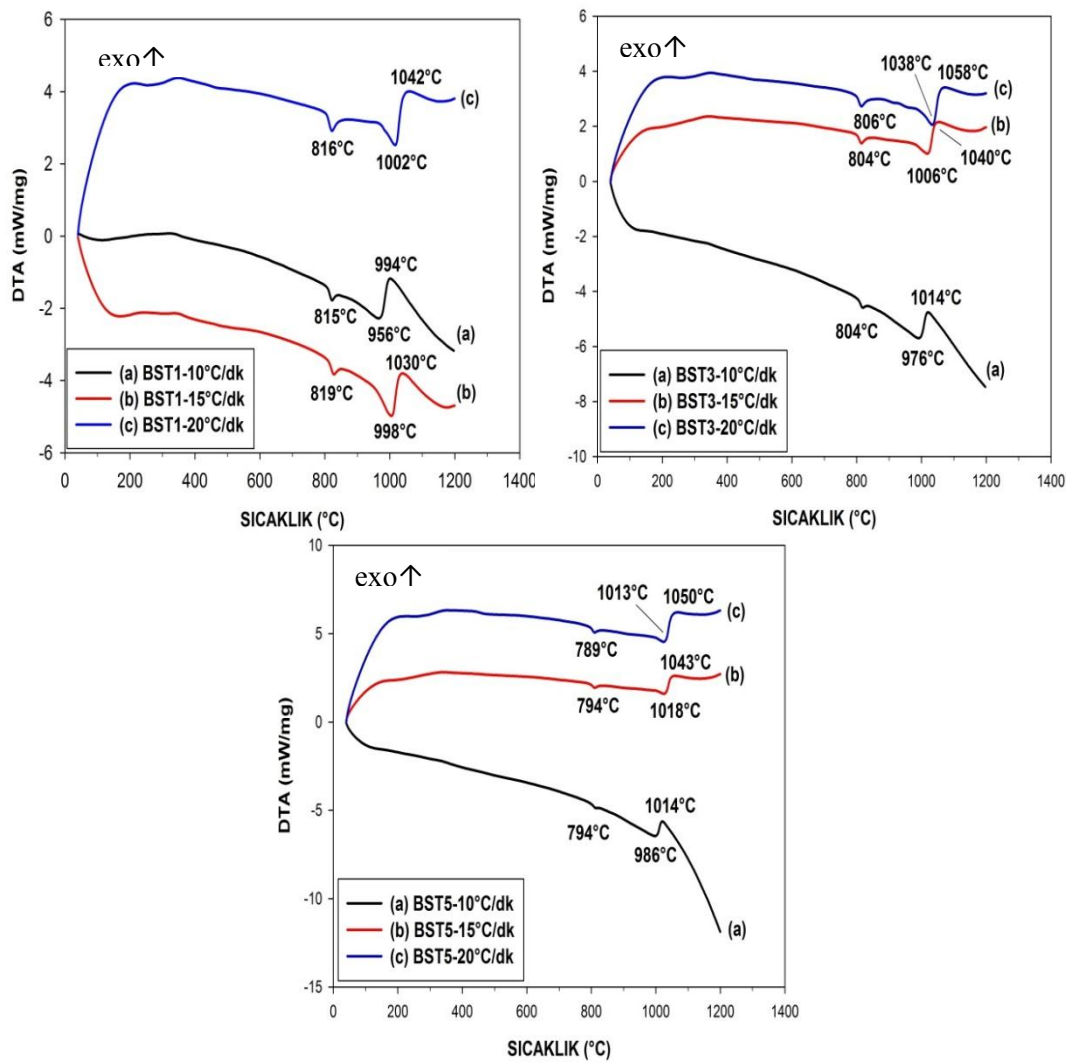 exo↑
6
4
2
0
-2
-4
-6
DTA (mW/mg)
1042°C
(c)
816°C
1002°C
994°C
815°C
956°C
(a)
1030°C
819°C
(b)
998°C
(a) BST1-10°C/dk
(b) BST1-15°C/dk
(c) BST1-20°C/dk
0 200 400 600 800 1000 1200 1400
SICAKLIK (°C)
exo↑
6
4
2
0
-2
-4
-6
-8
-10
DTA (mW/mg)
1038°C
1058°C
(c)
806°C
(b)
804°C
1040°C
1006°C
1014°C
804°C
976°C
(a)
(a) BST3-10°C/dk
(b) BST3-15°C/dk
(c) BST3-20°C/dk
0 200 400 600 800 1000 1200 1400
SICAKLIK (°C)
exo↑
10
5
0
-5
-10
-15
DTA (mW/mg)
1013°C
1050°C
(c)
789°C
1043°C
(b)
794°C
1018°C
1014°C
794°C
986°C
(a)
(a) BST5-10°C/dk
(b) BST5-15°C/dk
(c) BST5-20°C/dk
0 200 400 600 800 1000 1200 1400
SICAKLIK (°C)